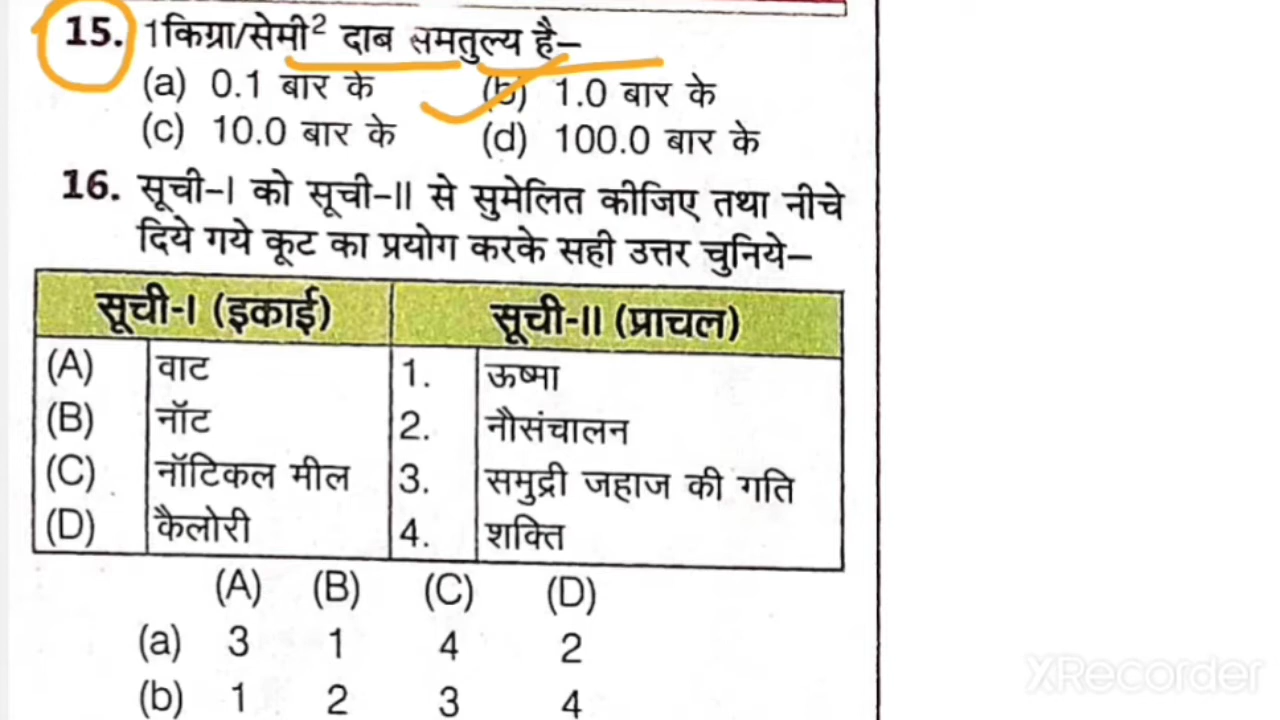 15. 1किग्रा/सेमी² दाब समतुल्य है–
(a) 0.1 बार के (b) 1.0 बार के
(c) 10.0 बार के (d) 100.0 बार के
16. सूची-I को सूची-II से सुमेलित कीजिए तथा नीचे
दिये गये कूट का प्रयोग करके सही उत्तर चुनिये–
सूची-I (इकाई) सूची-II (प्राचल)
(A) वाट 1. ऊष्मा
(B) नॉट 2. नौसंचालन
(C) नॉटिकल मील 3. समुद्री जहाज की गति
(D) कैलोरी 4. शक्ति
(A) (B) (C) (D)
(a) 3 1 4 2
(b) 1 2 3 4
XRecorder